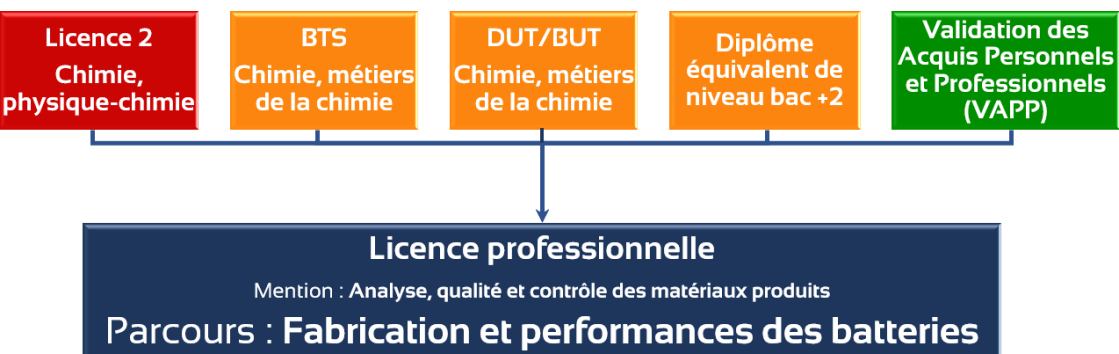 Licence 2
Chimie,
physique-chimie
BTS
Chimie, métiers
de la chimie
DUT/BUT
Chimie, métiers
de la chimie
Diplôme
équivalent de
niveau bac +2
Validation des
Acquis Personnels
et Professionnels
(VAPP)
Licence professionnelle
Mention : Analyse, qualité et contrôle des matériaux produits
Parcours : Fabrication et performances des batteries